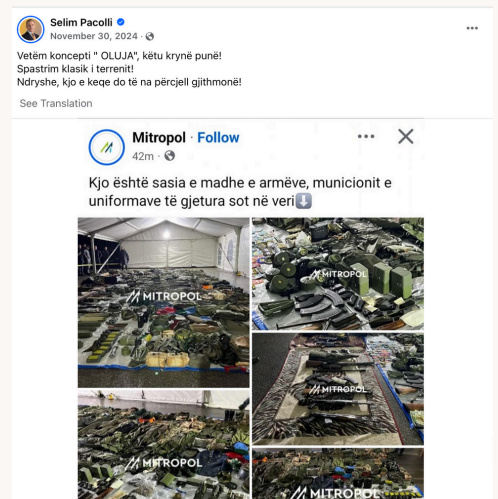 Selim Pacolli
November 30, 2024 ·
Vetëm koncepti " OLUJA", këtu krynë punë!
Spastrim klasik i terrenit!
Ndryshe, kjo e keqe do të na përcjell gjithmonë!
See Translation
Mitropol · Follow
42m ·
Kjo është sasia e madhe e armëve, municionit e
uniformave të gjetura sot në veri
MITROPOL
MITROPOL
MITROPOL
MITROPOL
MITROPOL